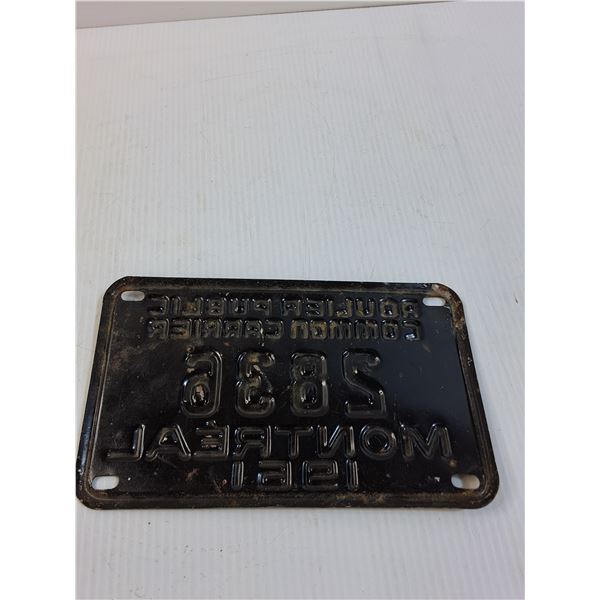 ROULIER PUBLIC
COMMON CARRIER
2836
MONTRÉAL
1961